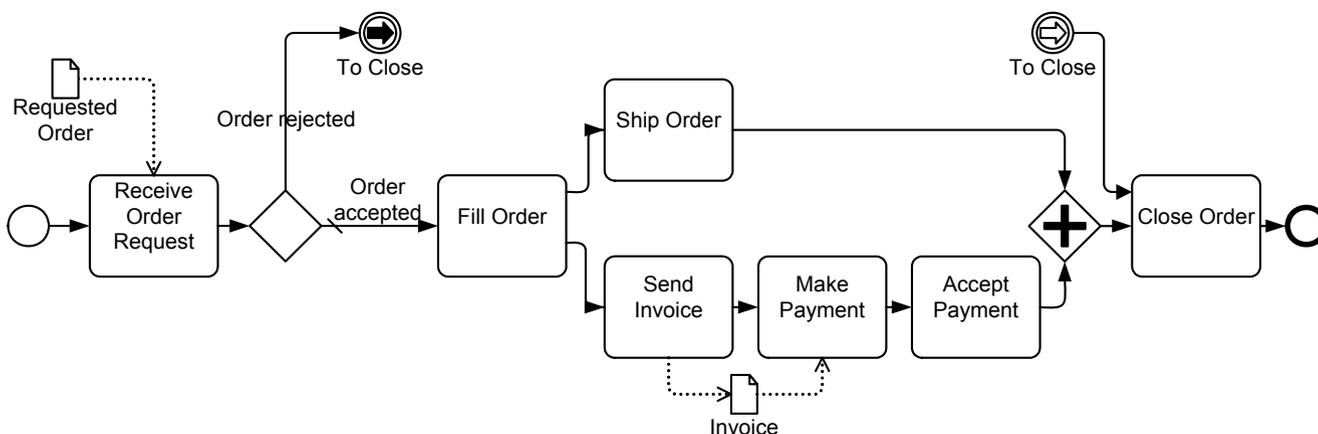 To Close
To Close
Requested
Order
Order rejected
Ship Order
Receive
Order
Request
Order
accepted
Fill Order
Close Order
Send
Invoice
Make
Payment
Accept
Payment
Invoice